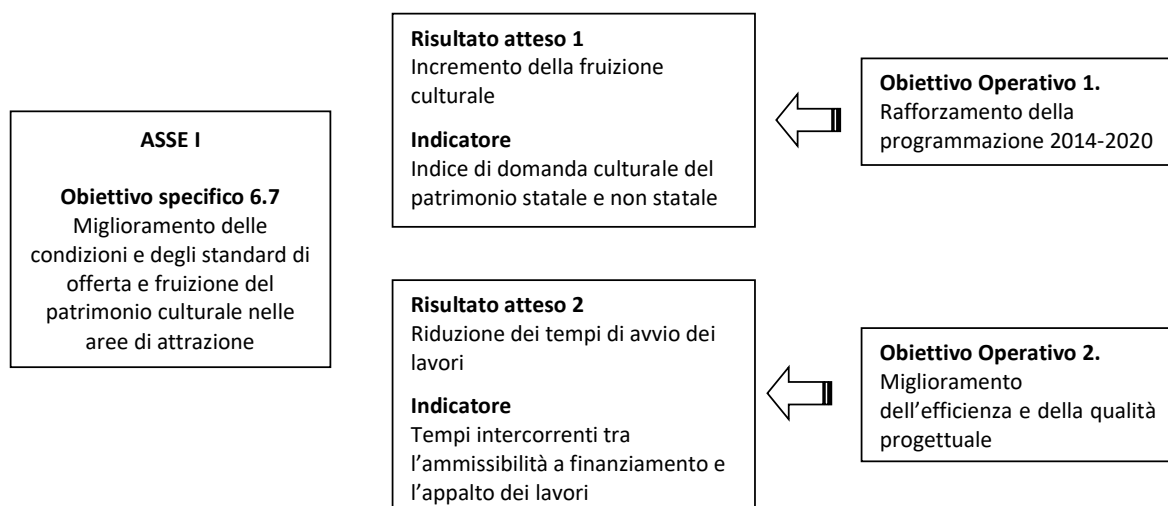 ASSE I
Obiettivo specifico 6.7
Miglioramento delle
condizioni e degli standard di
offerta e fruizione del
patrimonio culturale nelle
aree di attrazione
Risultato atteso 1
Incremento della fruizione
culturale
Indicatore
Indice di domanda culturale del
patrimonio statale e non statale
Obiettivo Operativo 1.
Rafforzamento della
programmazione 2014-2020
Risultato atteso 2
Riduzione dei tempi di avvio dei
lavori
Indicatore
Tempi intercorrenti tra
l’ammissibilità a finanziamento e
l’appalto dei lavori
Obiettivo Operativo 2.
Miglioramento
dell’efficienza e della qualità
progettuale